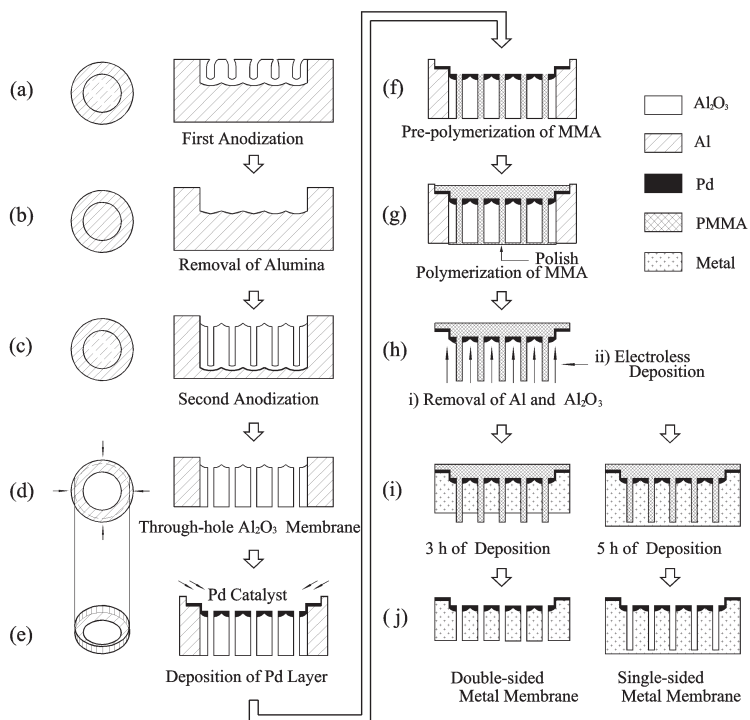 (a)
First Anodization
(b)
Removal of Alumina
(c)
Second Anodization
(d)
Through-hole Al₂O₃ Membrane
Pd Catalyst
(e)
Deposition of Pd Layer
(f)
Pre-polymerization of MMA
(g)
Polish
Polymerization of MMA
(h)
ii) Electroless
Deposition
i) Removal of Al and Al₂O₃
(i)
3 h of Deposition
5 h of Deposition
(j)
Double-sided
Metal Membrane
Single-sided
Metal Membrane
Al₂O₃
Al
Pd
PMMA
Metal